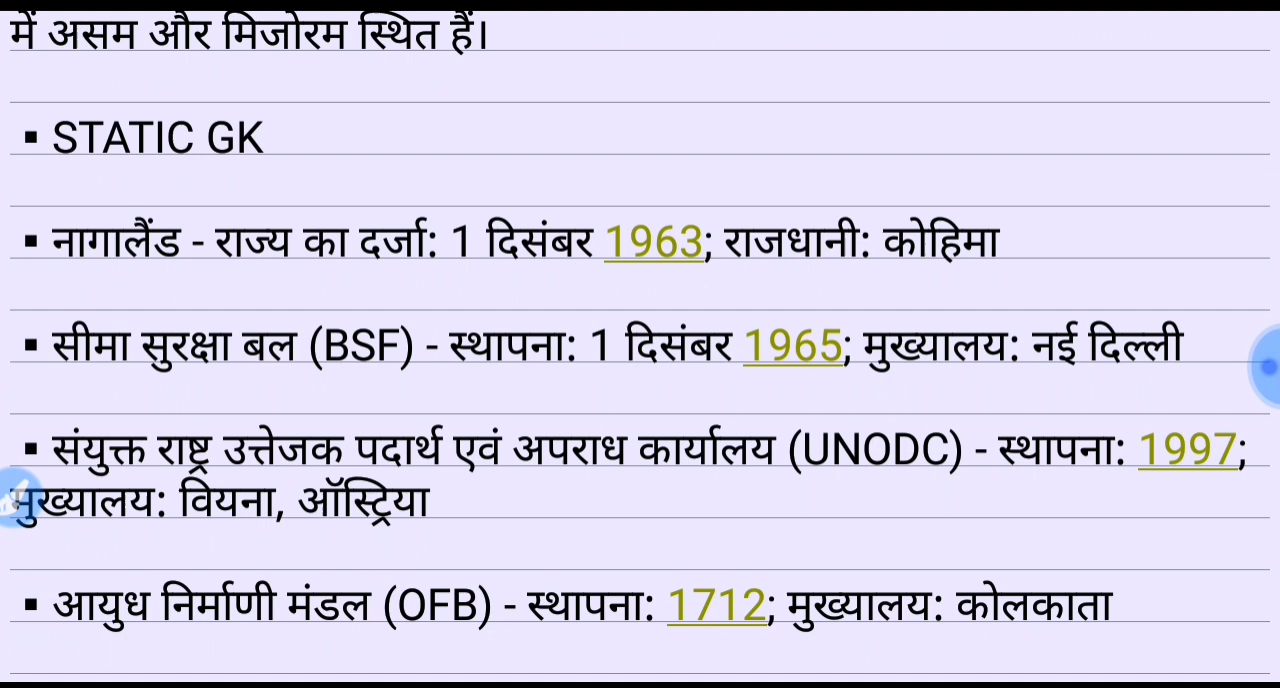 में असम और मिजोरम स्थित हैं।
▪ STATIC GK
▪ नागालैंड - राज्य का दर्जा: 1 दिसंबर 1963; राजधानी: कोहिमा
▪ सीमा सुरक्षा बल (BSF) - स्थापना: 1 दिसंबर 1965; मुख्यालय: नई दिल्ली
▪ संयुक्त राष्ट्र उत्तेजक पदार्थ एवं अपराध कार्यालय (UNODC) - स्थापना: 1997;
मुख्यालय: वियना, ऑस्ट्रिया
▪ आयुध निर्माणी मंडल (OFB) - स्थापना: 1712; मुख्यालय: कोलकाता